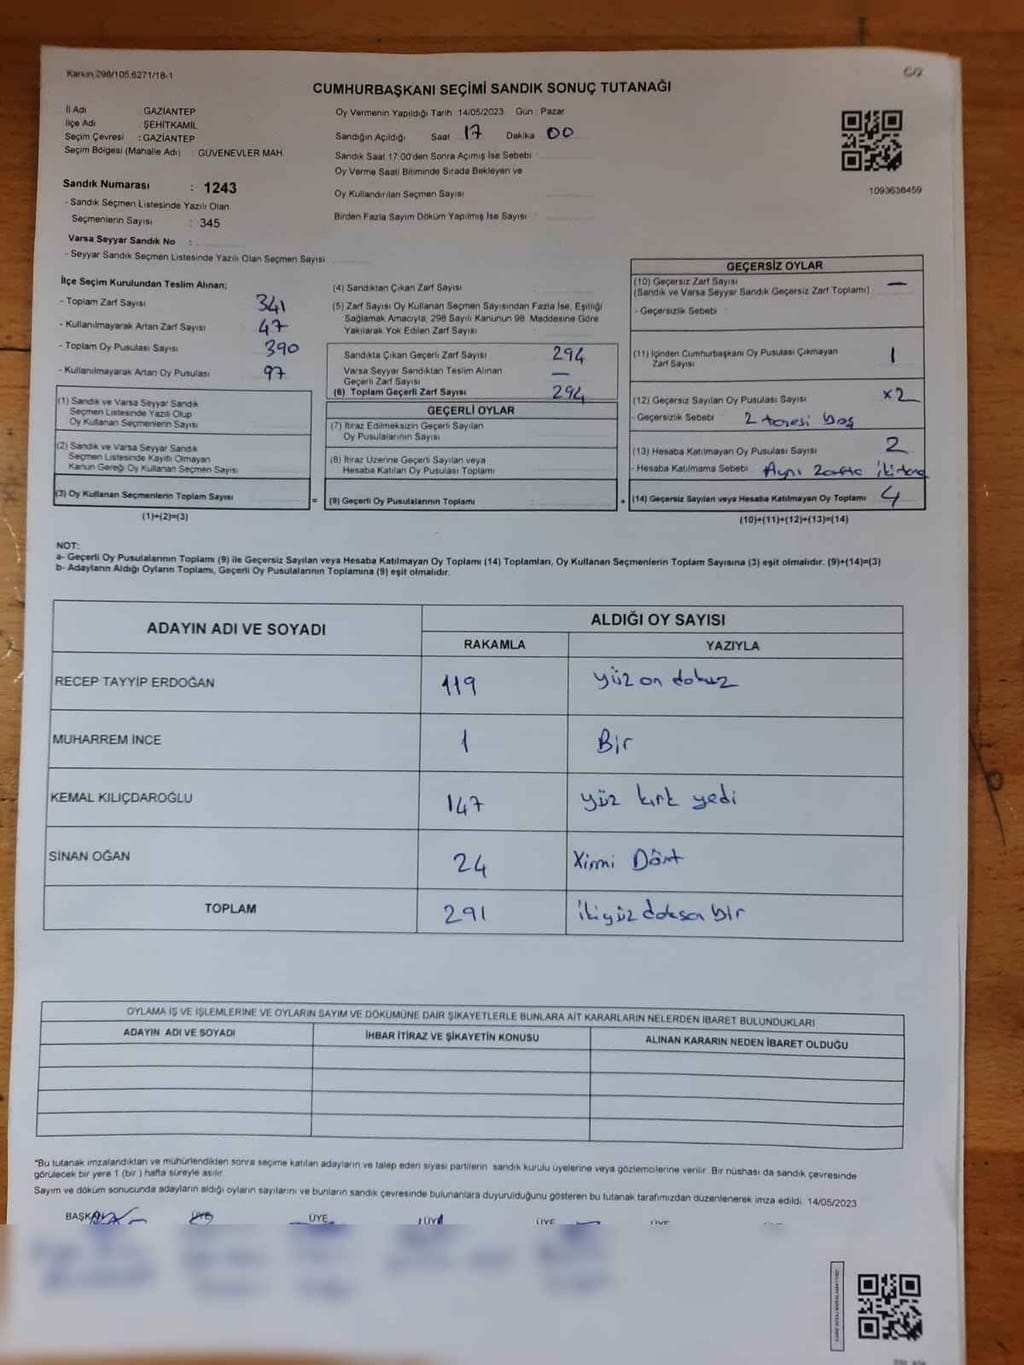 Kanun 298/105,6271/18-1
CUMHURBAŞKANI SEÇİMİ SANDIK SONUÇ TUTANAĞI
İl Adı GAZİANTEP
İlçe Adı : ŞEHİTKAMİL
Seçim Çevresi : GAZİANTEP
Seçim Bölgesi (Mahalle Adı) : GÜVENEVLER MAH.
Sandık Numarası : 1243
- Sandık Seçmen Listesinde Yazılı Olan
Seçmenlerin Sayısı : 345
Varsa Seyyar Sandık No :
- Seyyar Sandık Seçmen Listesinde Yazılı Olan Seçmen Sayısı
Oy Vermenin Yapıldığı Tarih 14/05/2023 Gün Pazar
Sandığın Açıldığı Saat 17 Dakika 00
Sandık Saat 17:00'den Sonra Açılmış İse Sebebi
Oy Verme Saati Bitiminde Sırada Bekleyen ve
Oy Kullandırılan Seçmen Sayısı
Birden Fazla Sayım Döküm Yapılmış İse Sayısı
1093636459
İlçe Seçim Kurulundan Teslim Alınan;
- Toplam Zarf Sayısı 341
- Kullanılmayarak Artan Zarf Sayısı 47
- Toplam Oy Pusulası Sayısı 390
- Kullanılmayarak Artan Oy Pusulası 97
(1) Sandık ve Varsa Seyyar Sandık
Seçmen Listesinde Yazılı Olup
Oy Kullanan Seçmenlerin Sayısı
(2) Sandık ve Varsa Seyyar Sandık
Seçmen Listesinde Kayıtlı Olmayan
Kanun Gereği Oy Kullanan Seçmen Sayısı
(3) Oy Kullanan Seçmenlerin Toplam Sayısı
(1)+(2)=(3)
(4) Sandıktan Çıkan Zarf Sayısı
(5) Zarf Sayısı Oy Kullanan Seçmen Sayısından Fazla İse, Eşitliği
Sağlamak Amacıyla, 298 Sayılı Kanunun 98. Maddesine Göre
Yakılarak Yok Edilen Zarf Sayısı
Sandıkta Çıkan Geçerli Zarf Sayısı 294
Varsa Seyyar Sandıktan Teslim Alınan
Geçerli Zarf Sayısı —
(6) Toplam Geçerli Zarf Sayısı 294
GEÇERLİ OYLAR
(7) İtiraz Edilmeksizin Geçerli Sayılan
Oy Pusulalarının Sayısı
(8) İtiraz Üzerine Geçerli Sayılan veya
Hesaba Katılan Oy Pusulası Toplamı
= (9) Geçerli Oy Pusulalarının Toplamı
GEÇERSİZ OYLAR
(10) Geçersiz Zarf Sayısı —
(Sandık ve Varsa Seyyar Sandık Geçersiz Zarf Toplamı)
- Geçersizlik Sebebi
(11) İçinden Cumhurbaşkanı Oy Pusulası Çıkmayan 1
Zarf Sayısı
(12) Geçersiz Sayılan Oy Pusulası Sayısı x2
- Geçersizlik Sebebi 2 tanesi boş
(13) Hesaba Katılmayan Oy Pusulası Sayısı 2
- Hesaba Katılmama Sebebi Aynı zarfta
+ (14) Geçersiz Sayılan veya Hesaba Katılmayan Oy Toplamı 4
(10)+(11)+(12)+(13)=(14)
NOT:
a- Geçerli Oy Pusulalarının Toplamı (9) ile Geçersiz Sayılan veya Hesaba Katılmayan Oy Toplamı (14) Toplamları, Oy Kullanan Seçmenlerin Toplam Sayısına (3) eşit olmalıdır. (9)+(14)=(3)
b- Adayların Aldığı Oyların Toplamı, Geçerli Oy Pusulalarının Toplamına (9) eşit olmalıdır.
ADAYIN ADI VE SOYADI
ALDIĞI OY SAYISI
RAKAMLA YAZIYLA
RECEP TAYYİP ERDOĞAN 119 yüz on dokuz
MUHARREM İNCE 1 Bir
KEMAL KILIÇDAROĞLU 147 yüz kırk yedi
SİNAN OĞAN 24 Yirmi Dört
TOPLAM 291 iki yüz doksan bir
OYLAMA İŞ VE İŞLEMLERİNE VE OYLARIN SAYIM VE DÖKÜMÜNE DAİR ŞİKAYETLERLE BUNLARA AİT KARARLARIN NELERDEN İBARET BULUNDUKLARI
ADAYIN ADI VE SOYADI İHBAR İTİRAZ VE ŞİKAYETİN KONUSU ALINAN KARARIN NEDEN İBARET OLDUĞU
*Bu tutanak imzalandıktan ve mühürlendikten sonra seçime katılan adayların ve talep eden siyasi partilerin sandık kurulu üyelerine veya gözlemcilerine verilir. Bir nüshası da sandık çevresinde
görülecek bir yere 1 (bir ) hafta süreyle asılır.
Sayım ve döküm sonucunda adayların aldığı oyların sayılarını ve bunların sandık çevresinde bulunanlara duyurulduğunu gösteren bu tutanak tarafımızdan düzenlenerek imza edildi. 14/05/2023
BAŞKAN ÜYE ÜYE ÜYE ÜYE ÜYE